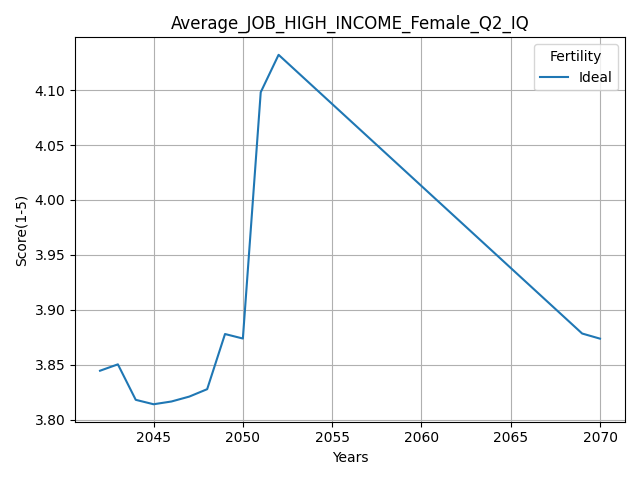 Average_JOB_HIGH_INCOME_Female_Q2_IQ
Fertility
Ideal
Score(1-5)
4.10
4.05
4.00
3.95
3.90
3.85
3.80
2045 2050 2055 2060 2065 2070
Years